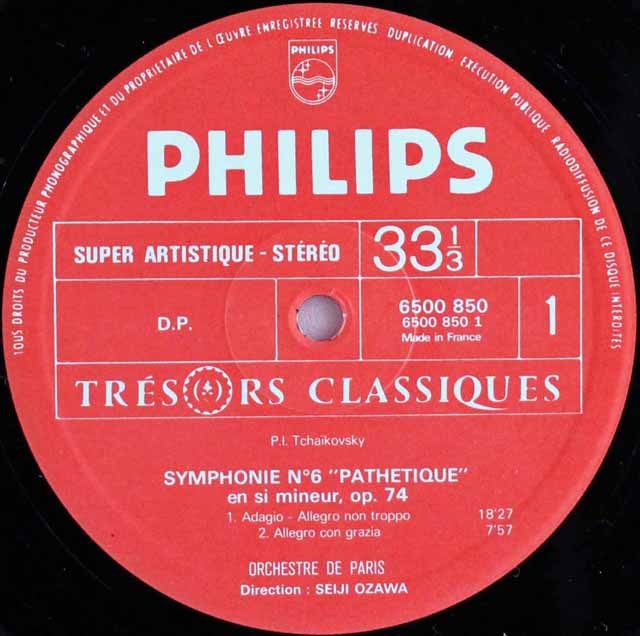 TOUS DROITS DU PRODUCTEUR PHONOGRAPHIQUE ET DU PROPRIETAIRE DE L'ŒUVRE ENREGISTREE RESERVES DUPLICATION, EXECUTION PUBLIQUE RADIODIFFUSION DE CE DISQUE INTERDITES
PHILIPS
PHILIPS
SUPER ARTISTIQUE - STÉRÉO
33 1/3
D.P.
6500 850
6500 850 1
Made in France
1
TRÉSORS CLASSIQUES
P.I. Tchaïkovsky
SYMPHONIE N°6 "PATHETIQUE"
en si mineur, op. 74
1. Adagio - Allegro non troppo 18'27
2. Allegro con grazia 7'57
ORCHESTRE DE PARIS
Direction : SEIJI OZAWA